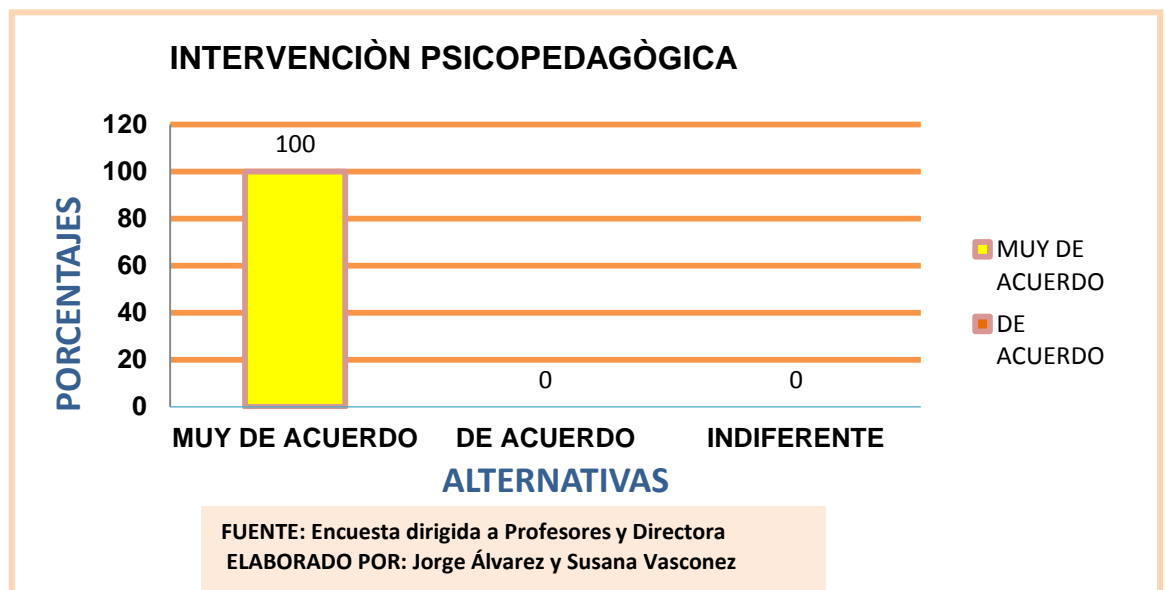 INTERVENCIÒN PSICOPEDAGÒGICA
120
100
80
60
40
20
0
PORCENTAJES
100
0
0
MUY DE ACUERDO
DE ACUERDO
INDIFERENTE
ALTERNATIVAS
MUY DE
ACUERDO
DE
ACUERDO
FUENTE: Encuesta dirigida a Profesores y Directora
ELABORADO POR: Jorge Álvarez y Susana Vasconez